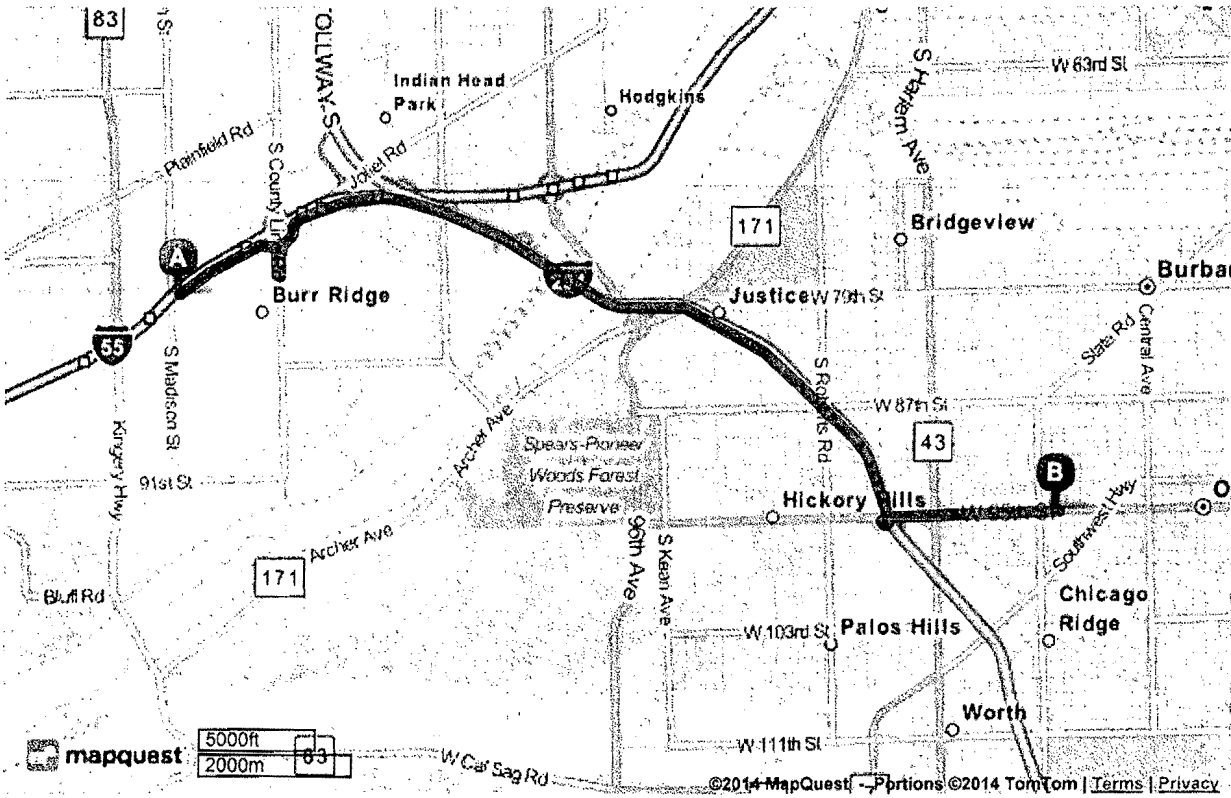 83
TOLLWAY-S
Indian Head
Park
Hodgkins
S Harlem Ave
W 63rd St
Plainfield Rd
Joliet Rd
S County Li
171
Bridgeview
A
Burr Ridge
Justice
W 79th St
Burba
55
S Madison St
State Rd
Central Ave
S Roberts Rd
W 87th St
Archer Ave
43
Spears-Pioneer
Woods Forest
Preserve
B
91st St
Kingery Hwy
Hickory Hills
W 95th St
O
Southwest Hwy
Archer Ave
96th Ave
S Kean Ave
171
Bluff Rd
Chicago
Ridge
W 103rd St
Palos Hills
Worth
W 111th St
mapquest
5000ft
2000m
83
W Cal Sag Rd
©2014 MapQuest - Portions ©2014 TomTom | Terms | Privacy